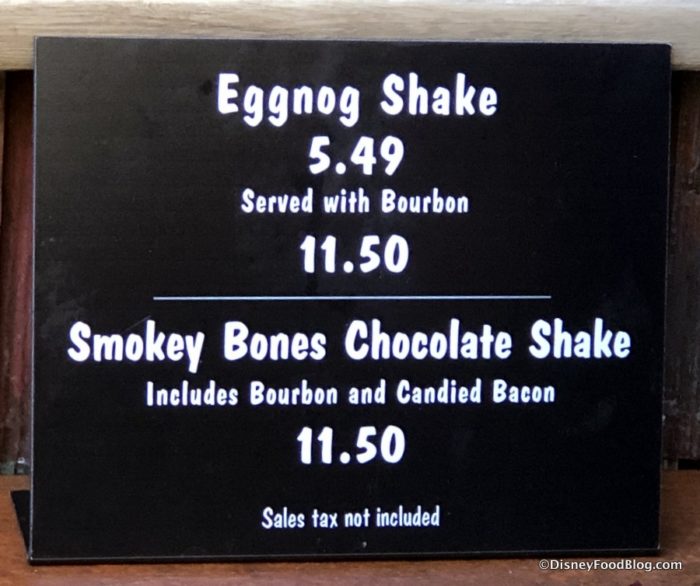 Eggnog Shake
5.49
Served with Bourbon
11.50
Smokey Bones Chocolate Shake
Includes Bourbon and Candied Bacon
11.50
Sales tax not included
©DisneyFoodBlog.com